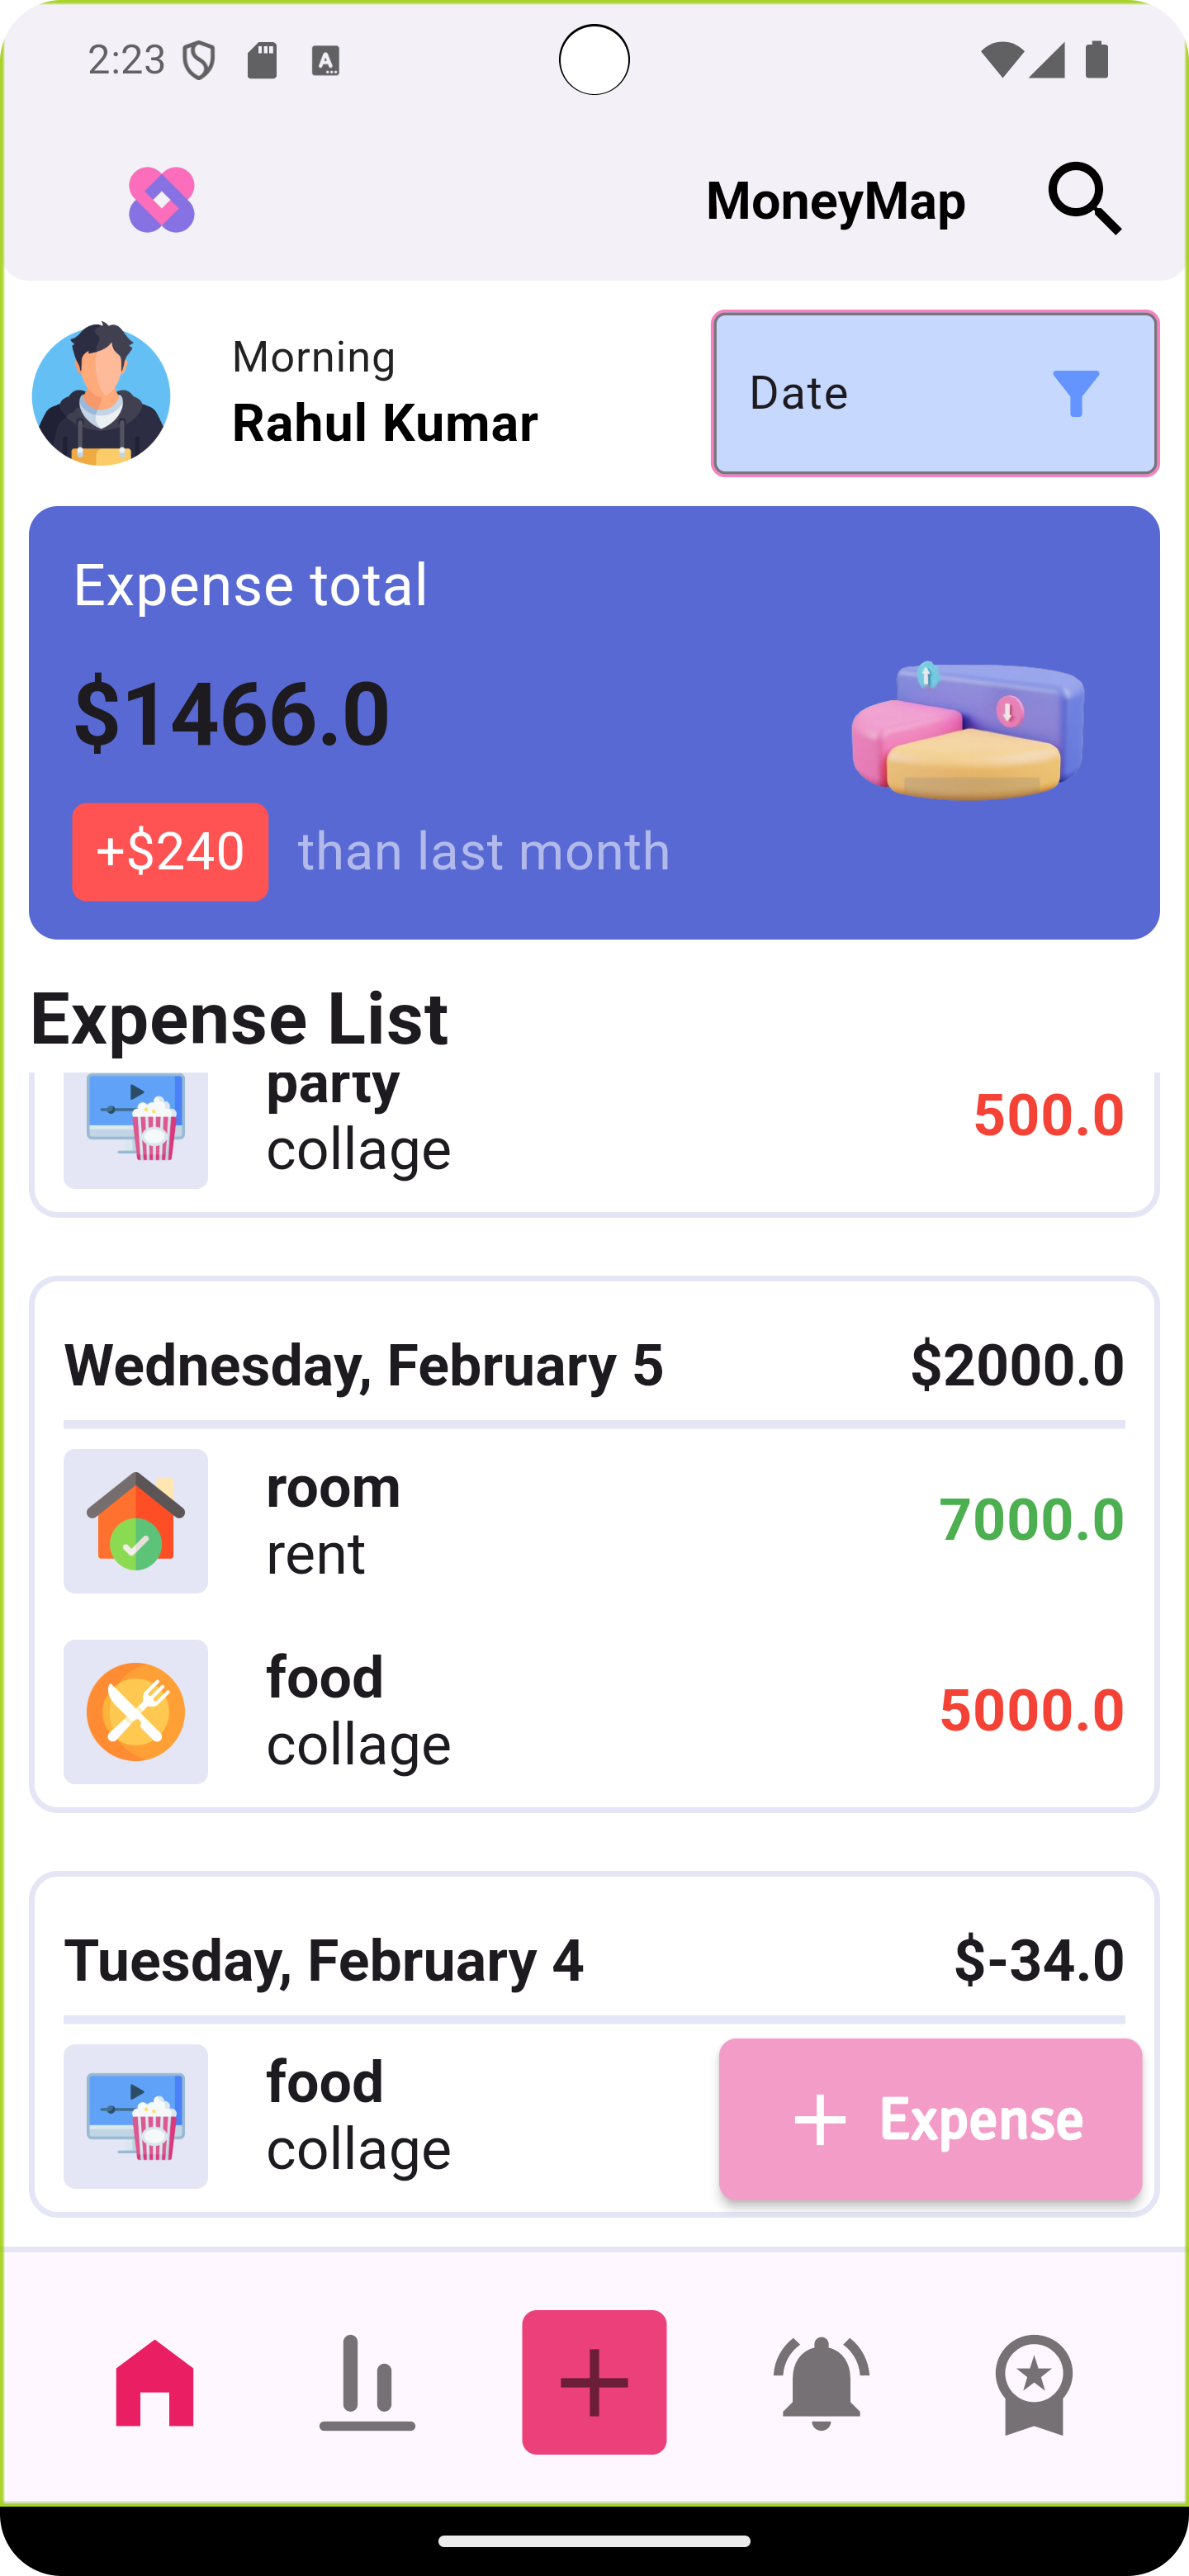 2:23
MoneyMap
Morning
Rahul Kumar
Date
Expense total
$1466.0
+$240 than last month
Expense List
party
collage
500.0
Wednesday, February 5 $2000.0
room
rent
7000.0
food
collage
5000.0
Tuesday, February 4 $-34.0
food
collage
+ Expense